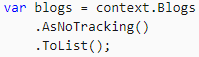 var blogs = context.Blogs
    .AsNoTracking()
    .ToList();